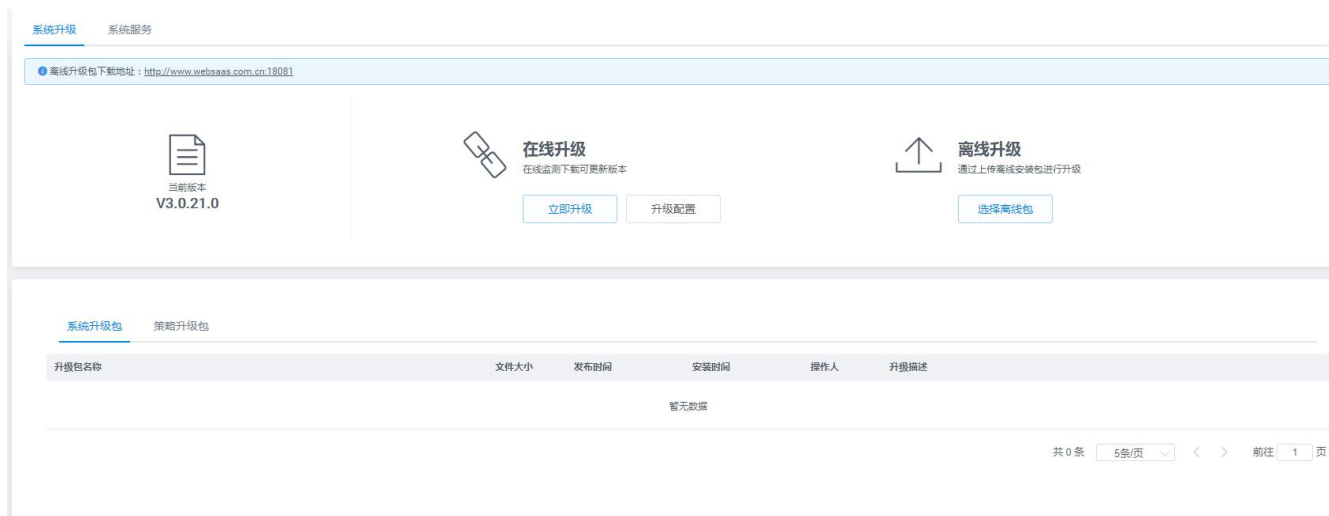 系统升级 系统服务
离线升级包下载地址：http://www.websaas.com.cn:18081
当前版本
V3.0.21.0
在线升级
在线监测下载可更新版本
立即升级 升级配置
离线升级
通过上传离线安装包进行升级
选择离线包
系统升级包 策略升级包
升级包名称 文件大小 发布时间 安装时间 操作人 升级描述
暂无数据
共 0 条 5条/页 前往 1 页